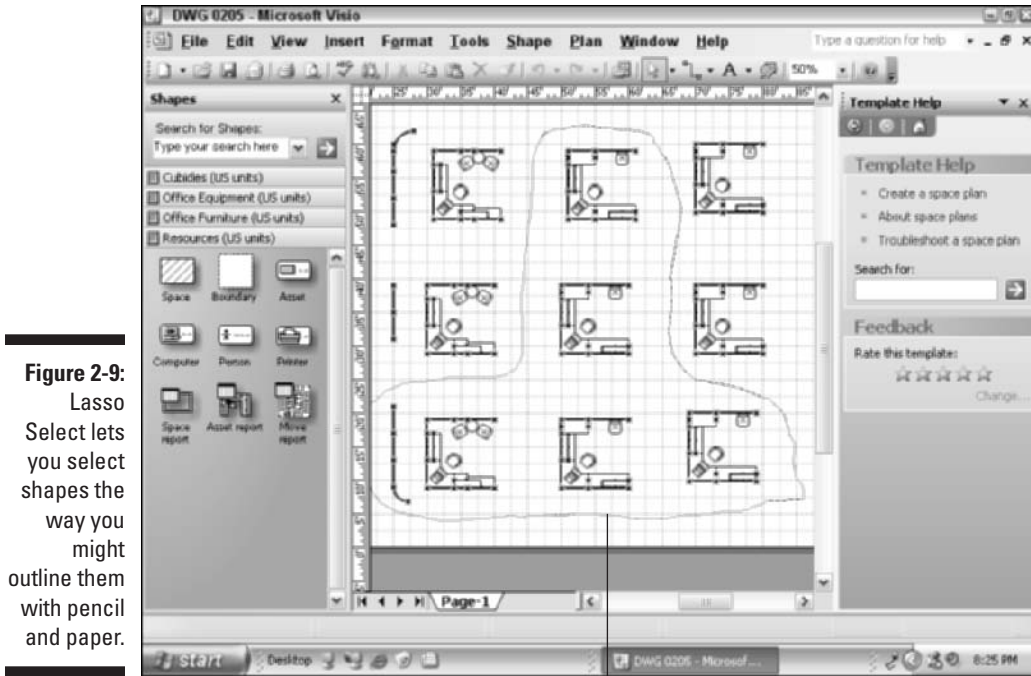 DWG 0205 - Microsoft Visio
File Edit View Insert Format Tools Shape Plan Window Help
Type a question for help
50%
Shapes
Search for Shapes:
Type your search here
Cubicles (US units)
Office Equipment (US units)
Office Furniture (US units)
Resources (US units)
Space Boundary Asset
Computer Person Printer
Space report Asset report Move report
Template Help
Template Help
Create a space plan
About space plans
Troubleshoot a space plan
Search for:
Feedback
Rate this template:
Change...
Page-1
start Desktop DWG 0205 - Microsof... 8:25 PM
Figure 2-9:
Lasso
Select lets
you select
shapes the
way you
might
outline them
with pencil
and paper.